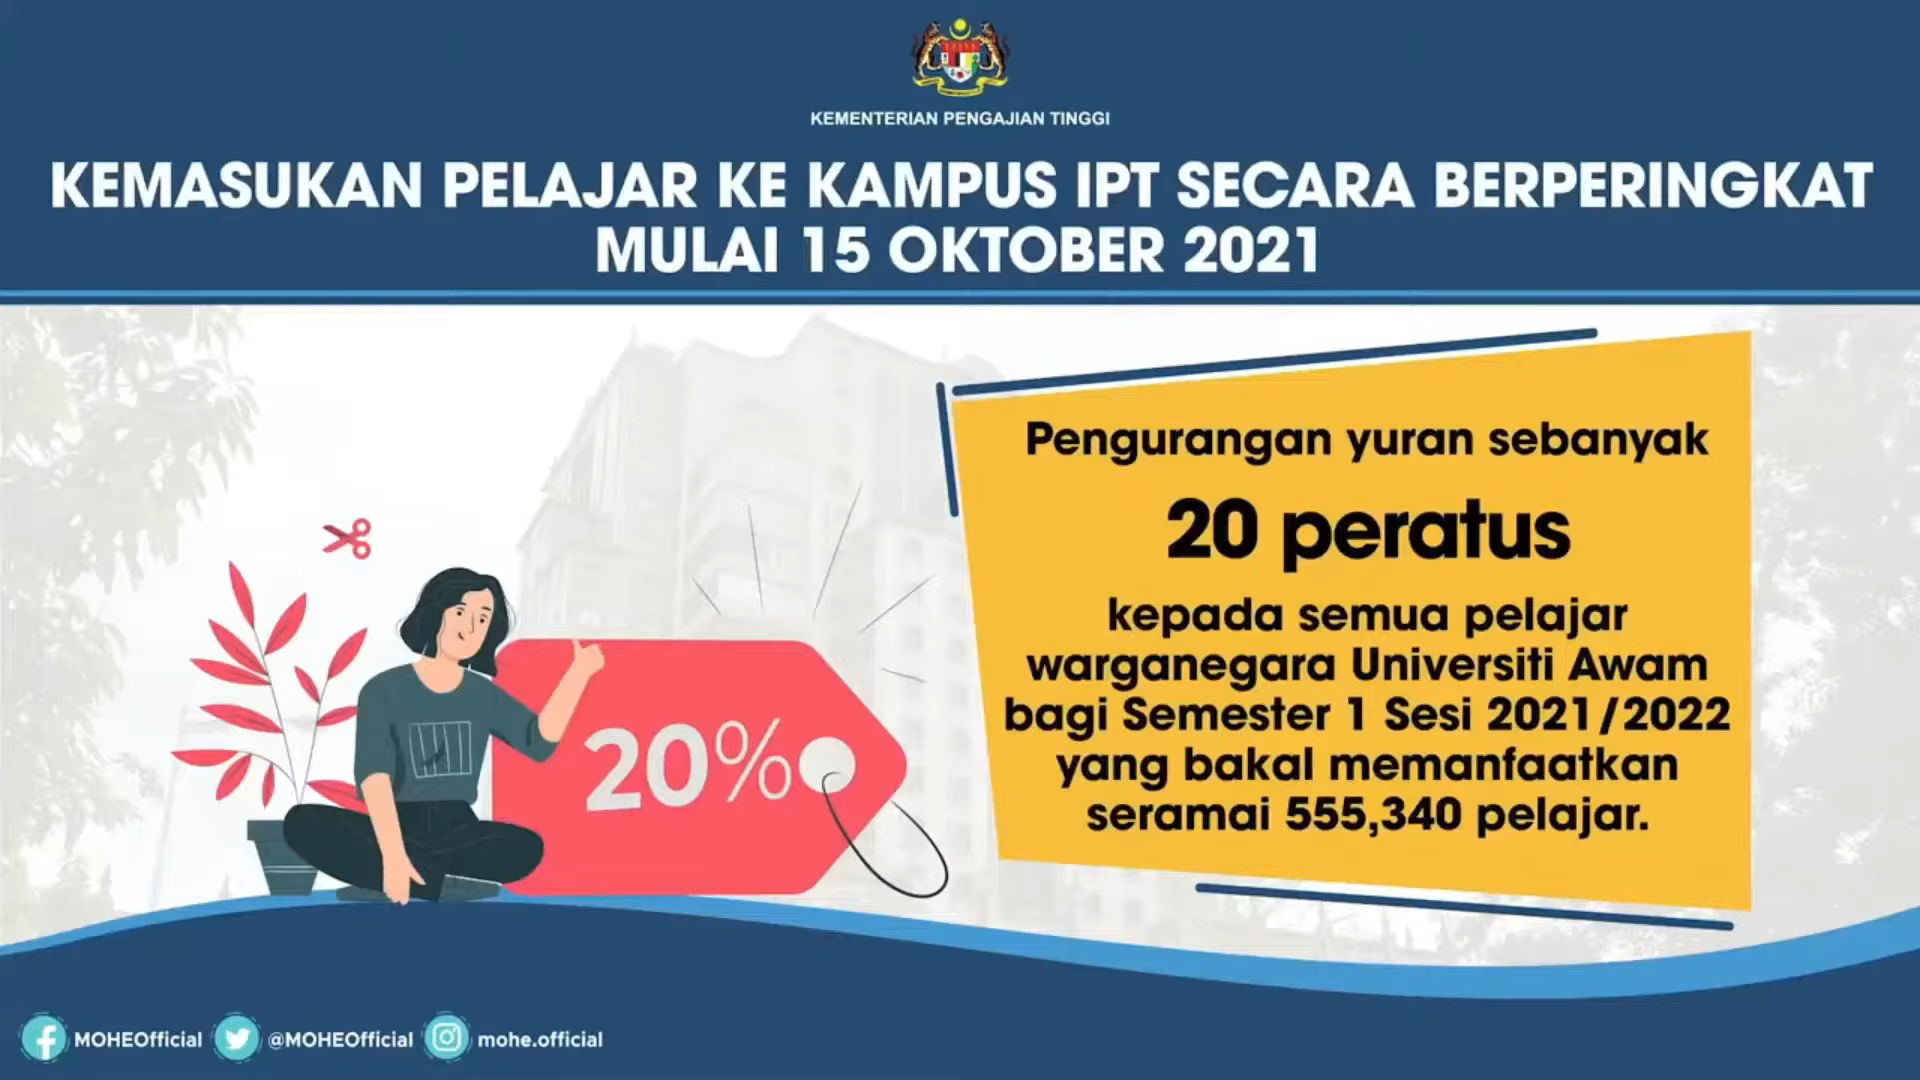 KEMENTERIAN PENGAJIAN TINGGI
KEMASUKAN PELAJAR KE KAMPUS IPT SECARA BERPERINGKAT
MULAI 15 OKTOBER 2021
Pengurangan yuran sebanyak
20 peratus
kepada semua pelajar
warganegara Universiti Awam
bagi Semester 1 Sesi 2021/2022
yang bakal memanfaatkan
seramai 555,340 pelajar.
20%
MOHEOfficial @MOHEOfficial mohe.official